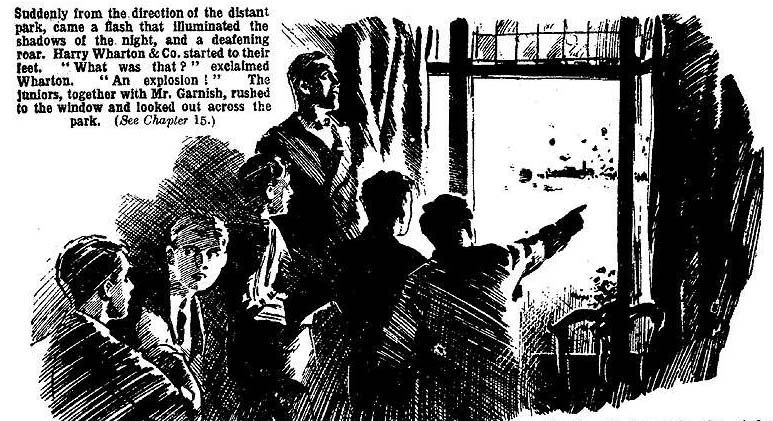 Suddenly from the direction of the distant
park, came a flash that illuminated the
shadows of the night, and a deafening
roar. Harry Wharton & Co. started to their
feet. "What was that?" exclaimed
Wharton. "An explosion!" The
juniors, together with Mr. Garnish, rushed
to the window and looked out across the
park. (See Chapter 15.)